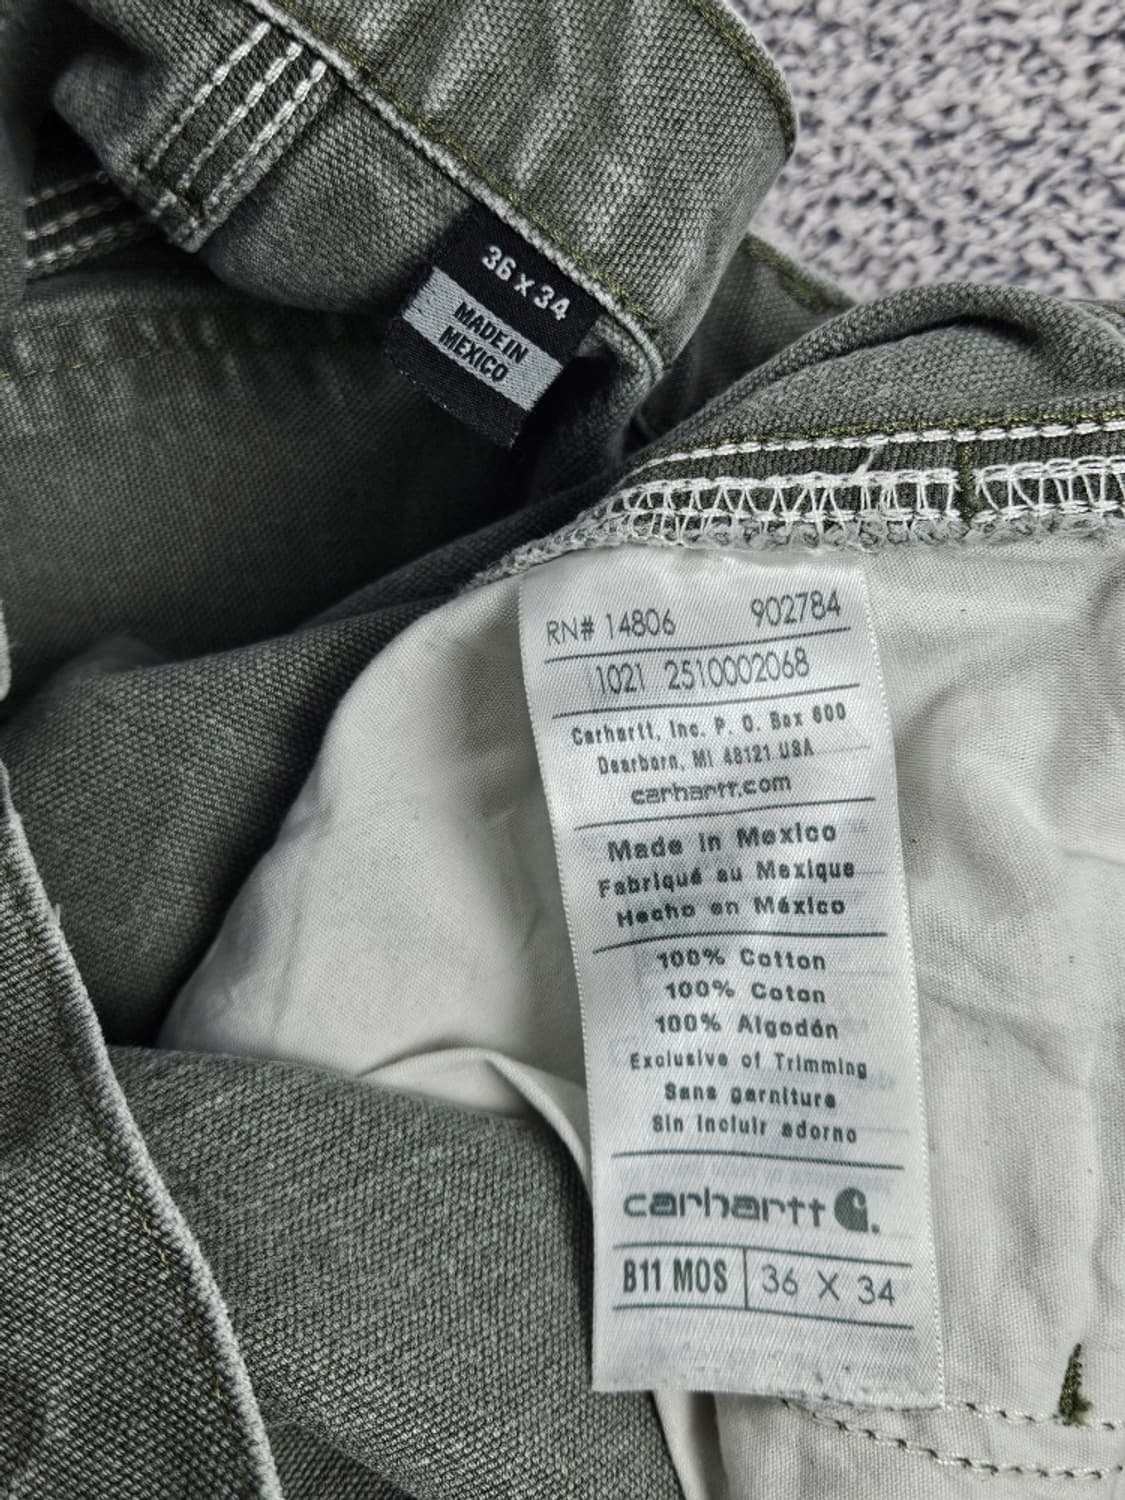 36 x 34
MADE IN
MEXICO
RN# 14806 902784
1021 2510002068
Carhartt, Inc. P. O. Box 600
Dearborn, MI 48121 USA
carhartt.com
Made in Mexico
Fabriqué au Mexique
Hecho en México
100% Cotton
100% Coton
100% Algodón
Exclusive of Trimming
Sans garniture
Sin incluir adorno
carhartt
B11 MOS 36 X 34